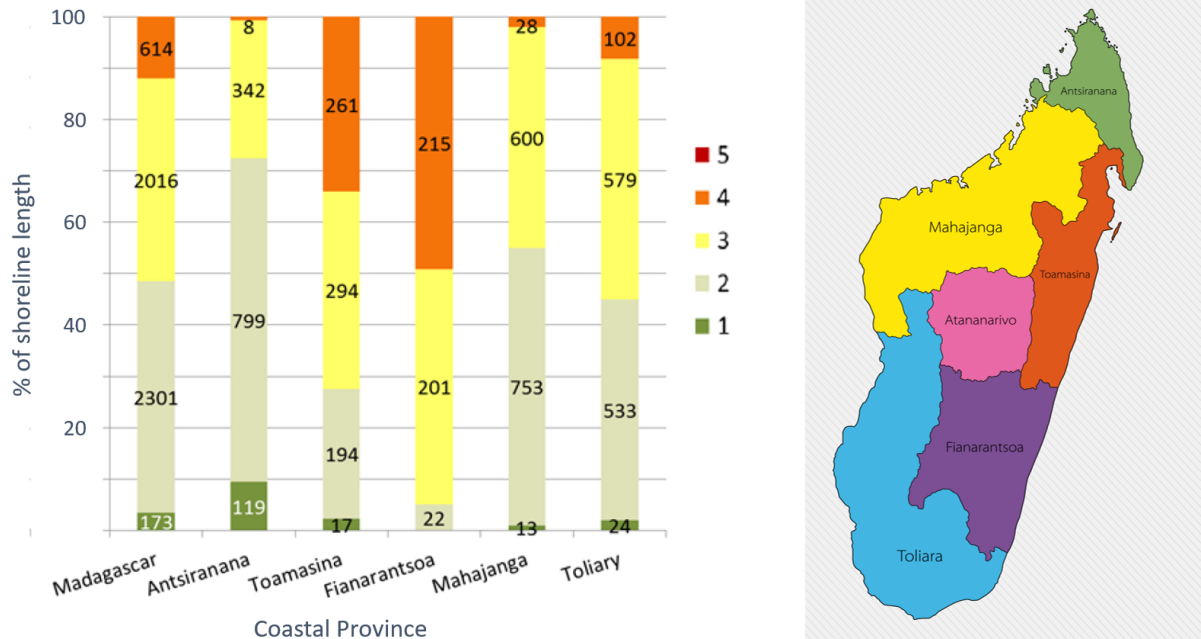 100
80
60
40
20
% of shoreline length
614
2016
2301
173
8
342
799
119
261
294
194
17
215
201
22
28
600
753
13
102
579
533
24
5
4
3
2
1
Madagascar
Antsiranana
Toamasina
Fianarantsoa
Mahajanga
Toliary
Coastal Province
Antsiranana
Mahajanga
Toamasina
Atananarivo
Fianarantsoa
Toliara